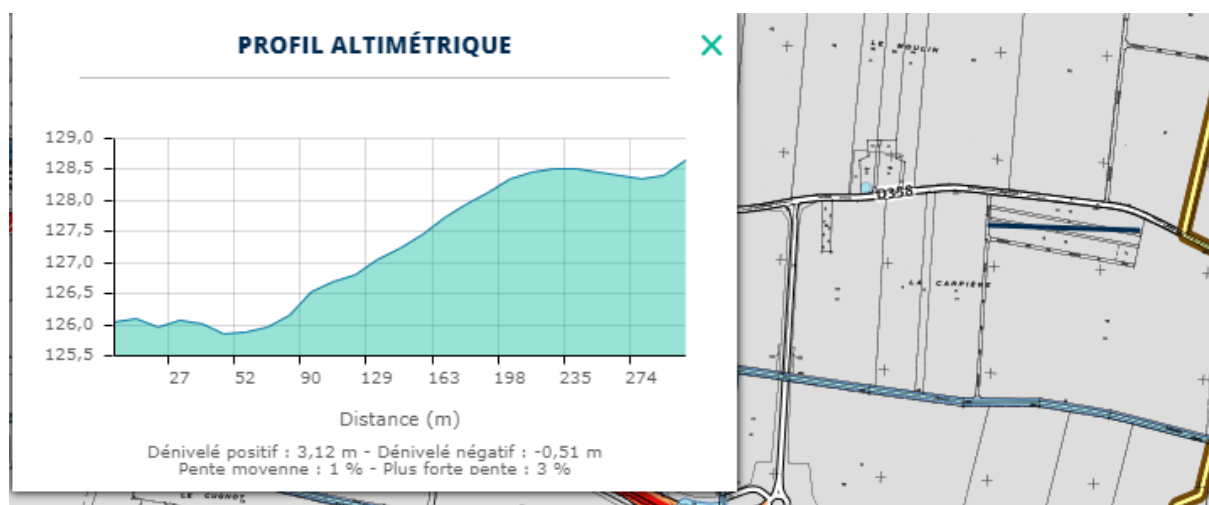 PROFIL ALTIMÉTRIQUE
129,0
128,5
128,0
127,5
127,0
126,5
126,0
125,5
27 52 90 129 163 198 235 274
Distance (m)
Dénivelé positif : 3,12 m - Dénivelé négatif : -0,51 m
Pente moyenne : 1 % - Plus forte pente : 3 %
LE MOULIN
D358
LA CARPIÈRE
LE CUGNOT